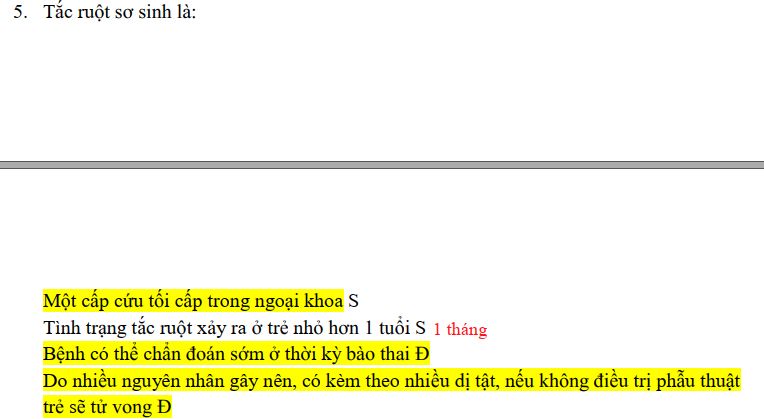 5. Tắc ruột sơ sinh là:
Một cấp cứu tối cấp trong ngoại khoa S
Tình trạng tắc ruột xảy ra ở trẻ nhỏ hơn 1 tuổi S 1 tháng
Bệnh có thể chẩn đoán sớm ở thời kỳ bào thai Đ
Do nhiều nguyên nhân gây nên, có kèm theo nhiều dị tật, nếu không điều trị phẫu thuật
trẻ sẽ tử vong Đ